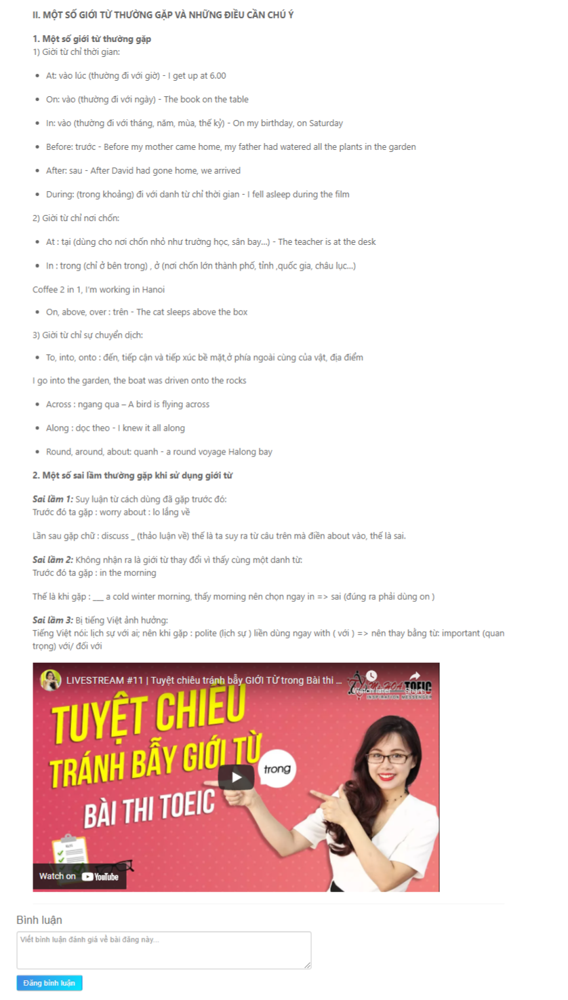 II. MỘT SỐ GIỚI TỪ THƯỜNG GẶP VÀ NHỮNG ĐIỀU CẦN CHÚ Ý
1. Một số giới từ thường gặp
1) Giời từ chỉ thời gian:
• At: vào lúc (thường đi với giờ) - I get up at 6.00
• On: vào (thường đi với ngày) - The book on the table
• In: vào (thường đi với tháng, năm, mùa, thế kỷ) - On my birthday, on Saturday
• Before: trước - Before my mother came home, my father had watered all the plants in the garden
• After: sau - After David had gone home, we arrived
• During: (trong khoảng) đi với danh từ chỉ thời gian - I fell asleep during the film
2) Giời từ chỉ nơi chốn:
• At : tại (dùng cho nơi chốn nhỏ như trường học, sân bay...) - The teacher is at the desk
• In : trong (chỉ ở bên trong) , ở (nơi chốn lớn thành phố, tỉnh ,quốc gia, châu lục...)
Coffee 2 in 1, I'm working in Hanoi
• On, above, over : trên - The cat sleeps above the box
3) Giời từ chỉ sự chuyển dịch:
• To, into, onto : đến, tiếp cận và tiếp xúc bề mặt,ở phía ngoài cùng của vật, địa điểm
I go into the garden, the boat was driven onto the rocks
• Across : ngang qua – A bird is flying across
• Along : dọc theo - I knew it all along
• Round, around, about: quanh - a round voyage Halong bay
2. Một số sai lầm thường gặp khi sử dụng giới từ
Sai lầm 1: Suy luận từ cách dùng đã gặp trước đó:
Trước đó ta gặp : worry about : lo lắng về
Lần sau gặp chữ : discuss _ (thảo luận về) thế là ta suy ra từ câu trên mà điền about vào, thế là sai.
Sai lầm 2: Không nhận ra là giới từ thay đổi vì thấy cùng một danh từ:
Trước đó ta gặp : in the morning
Thế là khi gặp : ___ a cold winter morning, thấy morning nên chọn ngay in => sai (đúng ra phải dùng on )
Sai lầm 3: Bị tiếng Việt ảnh hưởng:
Tiếng Việt nói: lịch sự với ai; nên khi gặp : polite (lịch sự ) liền dùng ngay with ( với ) => nên thay bằng từ: important (quan
trọng) với/ đối với
LIVESTREAM #11 | Tuyệt chiêu tránh bẫy GIỚI TỪ trong Bài thi ...
Watch later Share
TOEIC
INSPIRATION MESSENGER
TUYỆT CHIÊU
TRÁNH BẪY GIỚI TỪ
trong
BÀI THI TOEIC
Watch on YouTube
Bình luận
Viết bình luận đánh giá về bài đăng này...
Đăng bình luận